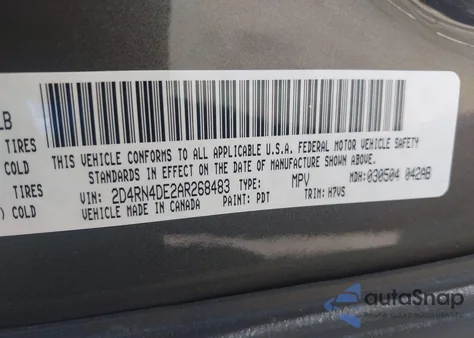 LB
TIRES
COLD
TIRES
) COLD
THIS VEHICLE CONFORMS TO ALL APPLICABLE U.S.A. FEDERAL MOTOR VEHICLE SAFETY
STANDARDS IN EFFECT ON THE DATE OF MANUFACTURE SHOWN ABOVE.
VIN: 2D4RN4DE2AR268483 TYPE: MPV MDH: 030504 042AB
VEHICLE MADE IN CANADA PAINT: PDT TRIM: H7VS
autaSnap